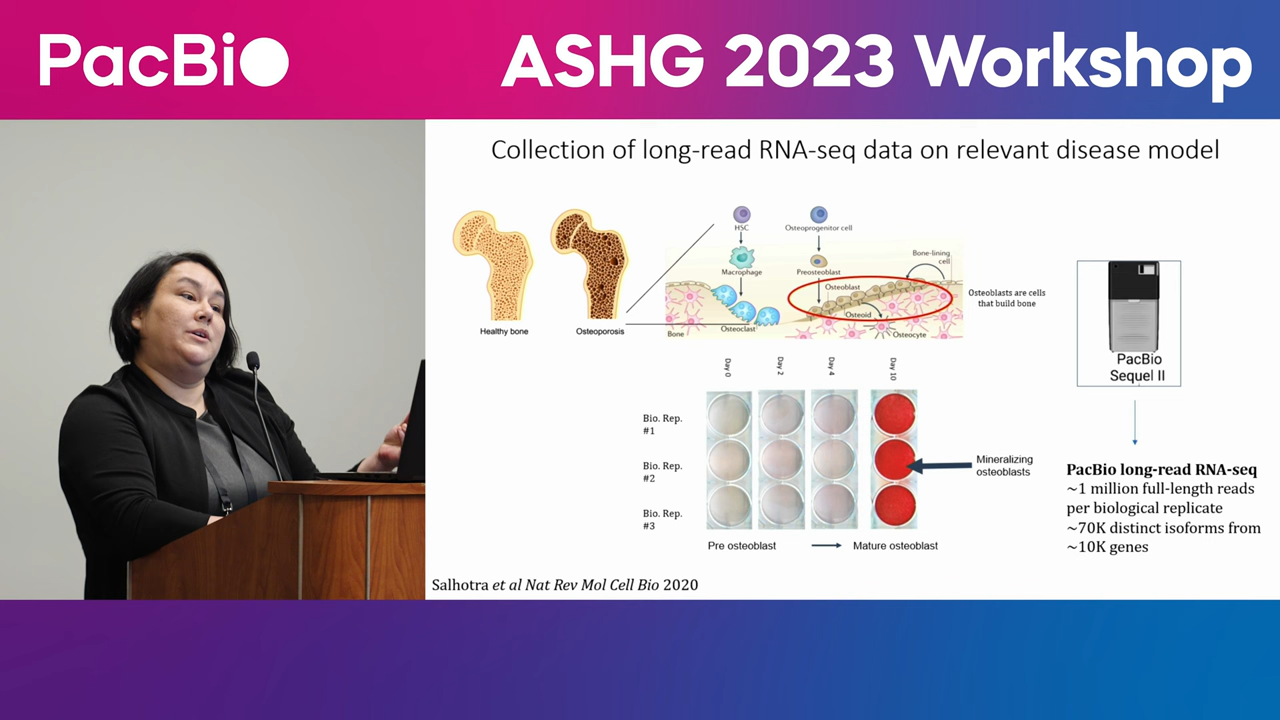 PacBio
ASHG 2023 Workshop
Collection of long-read RNA-seq data on relevant disease model
Healthy bone
Osteoporosis
HSC
Macrophage
Osteoclast
Bone
Osteoprogenitor cell
Preosteoblast
Osteoblast
Osteoid
Osteocyte
Bone-lining
cell
Osteoblasts are cells
that build bone
Day 0
Day 2
Day 4
Day 10
Bio. Rep.
#1
Bio. Rep.
#2
Bio. Rep.
#3
Mineralizing
osteoblasts
Pre osteoblast
Mature osteoblast
PacBio
Sequel II
PacBio long-read RNA-seq
~1 million full-length reads
per biological replicate
~70K distinct isoforms from
~10K genes
Salhotra et al Nat Rev Mol Cell Bio 2020